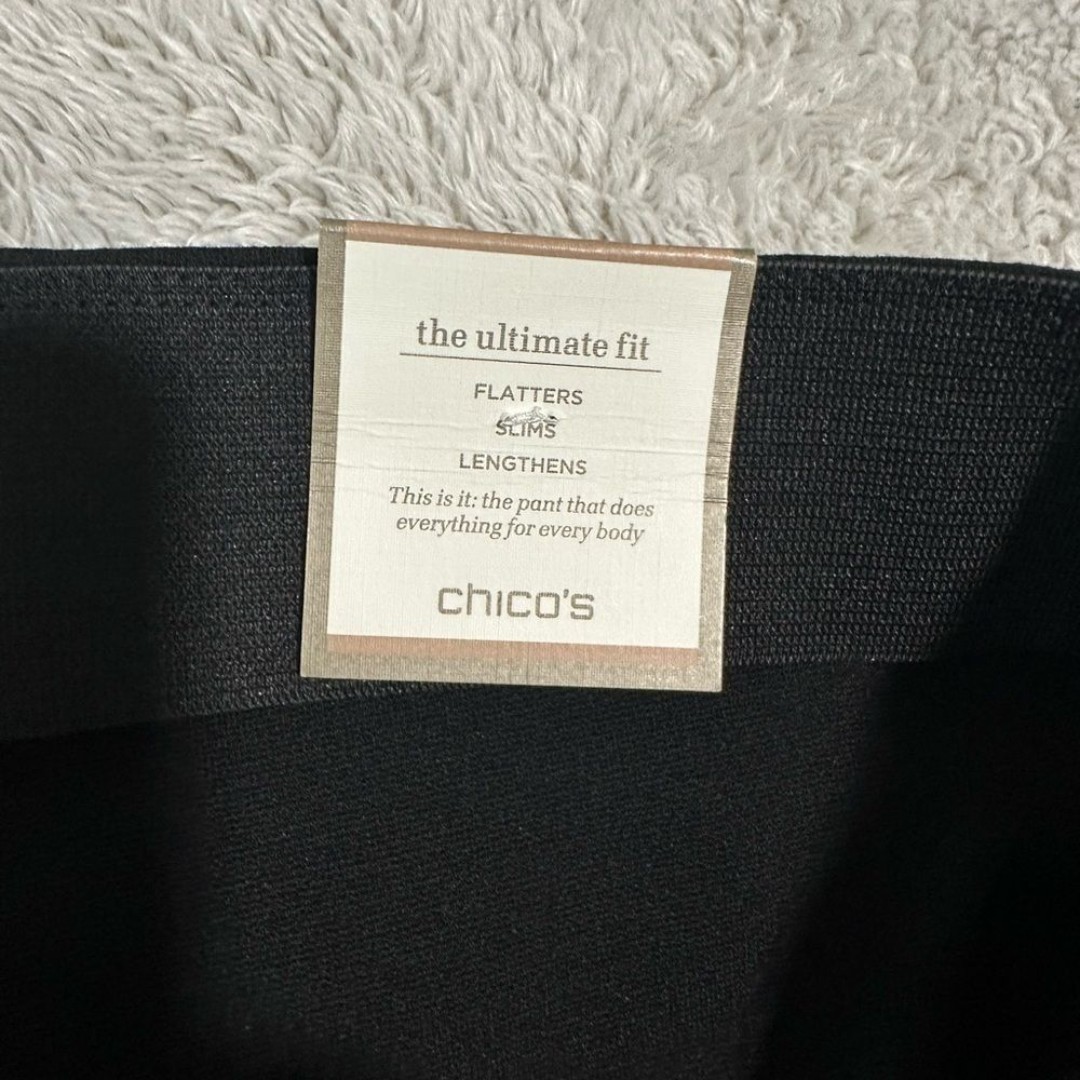 the ultimate fit
FLATTERS
SLIMS
LENGTHENS
This is it: the pant that does
everything for every body
chico's